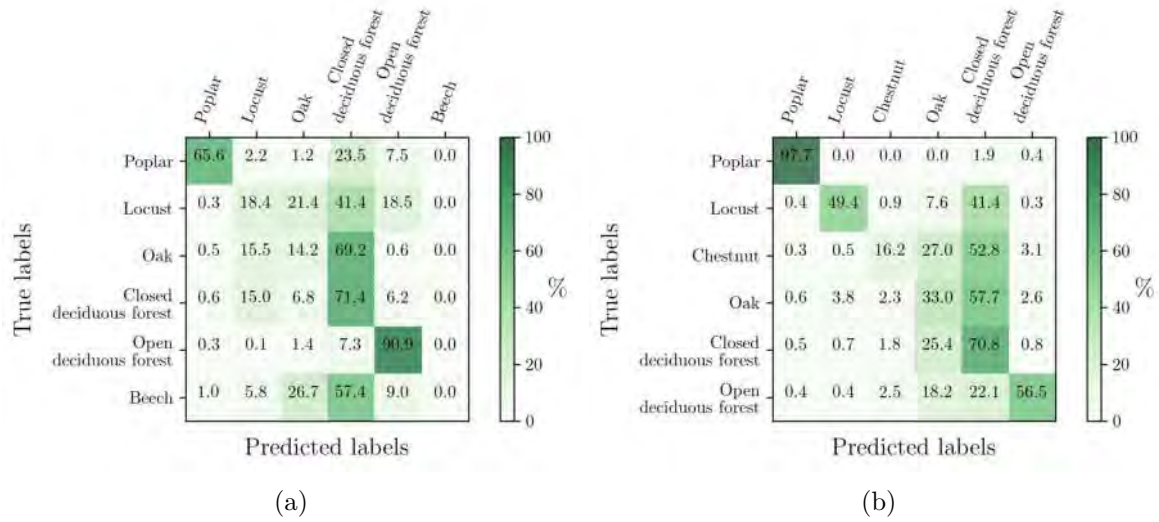 Poplar
Locust
Oak
Closed
deciduous forest
Open
deciduous forest
Beech
True labels
Poplar 65.6 2.2 1.2 23.5 7.5 0.0
Locust 0.3 18.4 21.4 41.4 18.5 0.0
Oak 0.5 15.5 14.2 69.2 0.6 0.0
Closed
deciduous forest 0.6 15.0 6.8 71.4 6.2 0.0
Open
deciduous forest 0.3 0.1 1.4 7.3 90.9 0.0
Beech 1.0 5.8 26.7 57.4 9.0 0.0
Predicted labels
100
80
60
40
20
0
%
(a)
Poplar
Locust
Chestnut
Oak
Closed
deciduous forest
Open
deciduous forest
True labels
Poplar 97.7 0.0 0.0 0.0 1.9 0.4
Locust 0.4 49.4 0.9 7.6 41.4 0.3
Chestnut 0.3 0.5 16.2 27.0 52.8 3.1
Oak 0.6 3.8 2.3 33.0 57.7 2.6
Closed
deciduous forest 0.5 0.7 1.8 25.4 70.8 0.8
Open
deciduous forest 0.4 0.4 2.5 18.2 22.1 56.5
Predicted labels
100
80
60
40
20
0
%
(b)